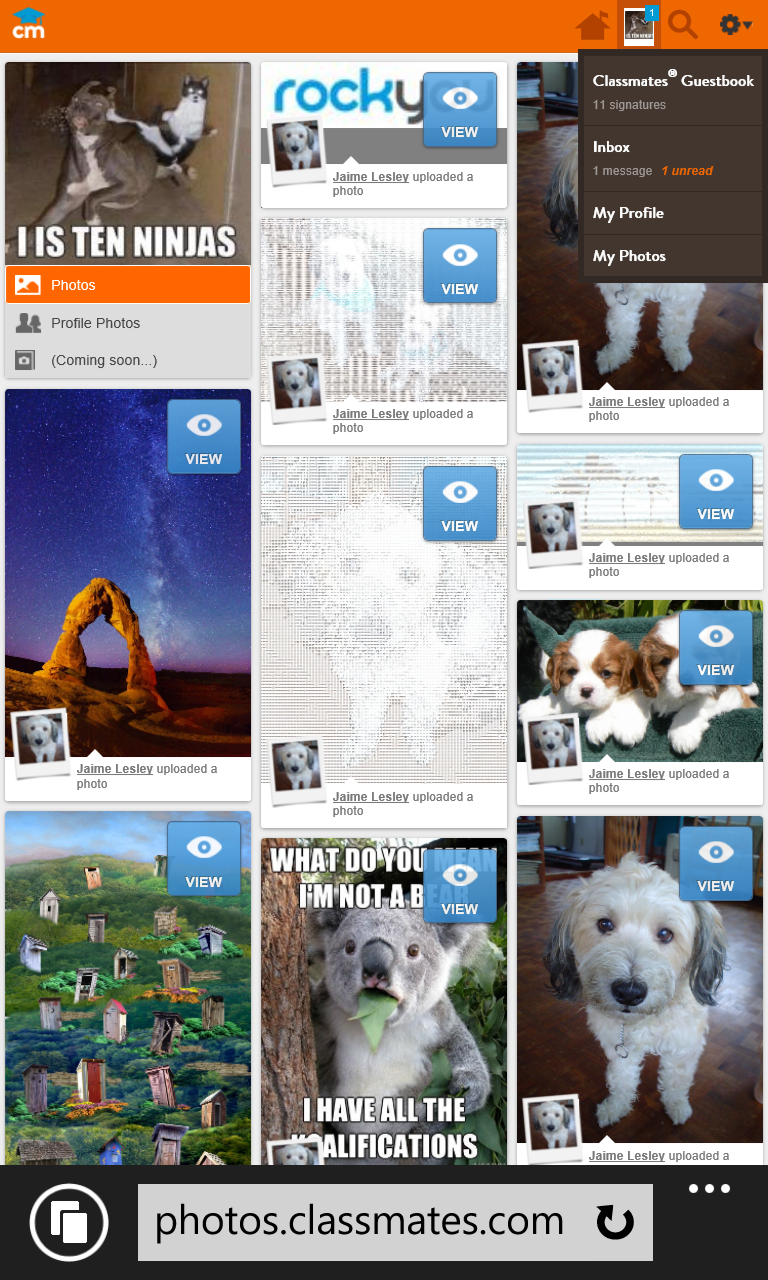 cm
1
Classmates® Guestbook
11 signatures
Inbox
1 message 1 unread
My Profile
My Photos
I IS TEN NINJAS
Photos
Profile Photos
(Coming soon...)
VIEW
Jaime Lesley uploaded a
photo
VIEW
rockyou
VIEW
Jaime Lesley uploaded a
photo
VIEW
Jaime Lesley uploaded a
photo
VIEW
Jaime Lesley uploaded a
photo
WHAT DO YOU MEAN
I'M NOT A BEAR
VIEW
I HAVE ALL THE
KOALIFICATIONS
Jaime Lesley uploaded a
photo
VIEW
Jaime Lesley uploaded a
photo
VIEW
Jaime Lesley uploaded a
photo
VIEW
Jaime Lesley uploaded a
photos.classmates.com